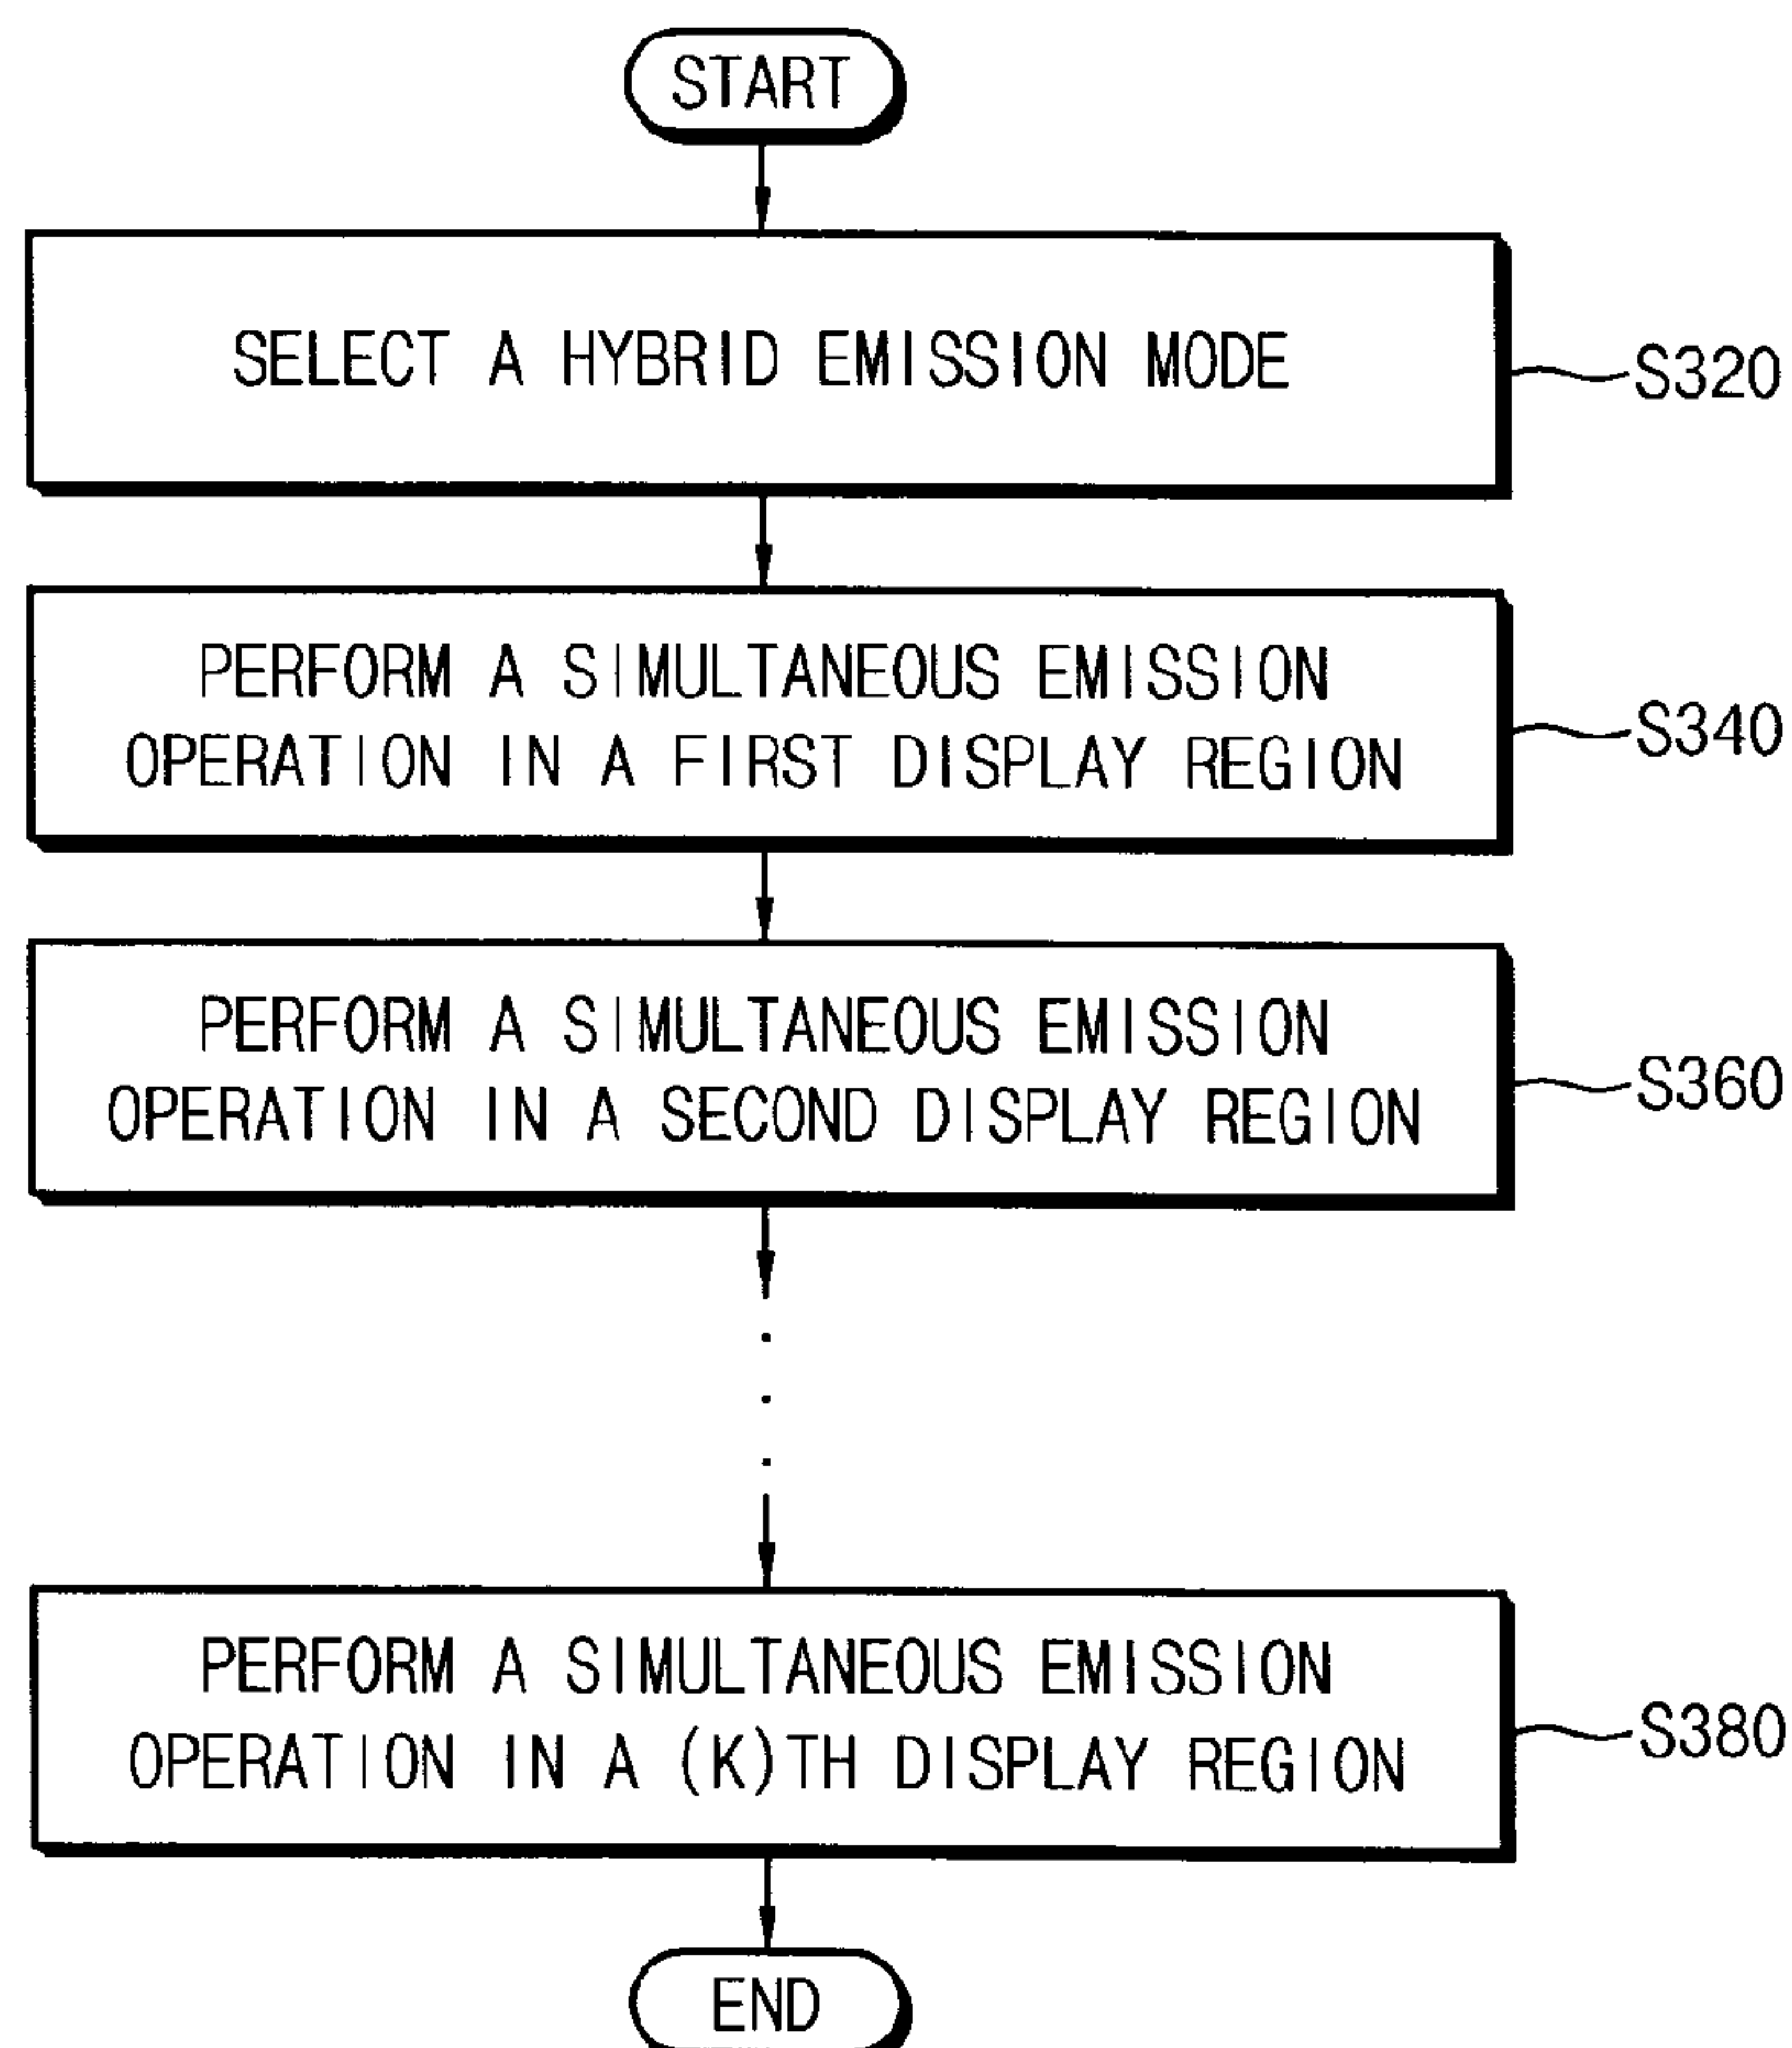 START
SELECT A HYBRID EMISSION MODE
S320
PERFORM A SIMULTANEOUS EMISSION
OPERATION IN A FIRST DISPLAY REGION
S340
PERFORM A SIMULTANEOUS EMISSION
OPERATION IN A SECOND DISPLAY REGION
S360
PERFORM A SIMULTANEOUS EMISSION
OPERATION IN A (K)TH DISPLAY REGION
S380
END